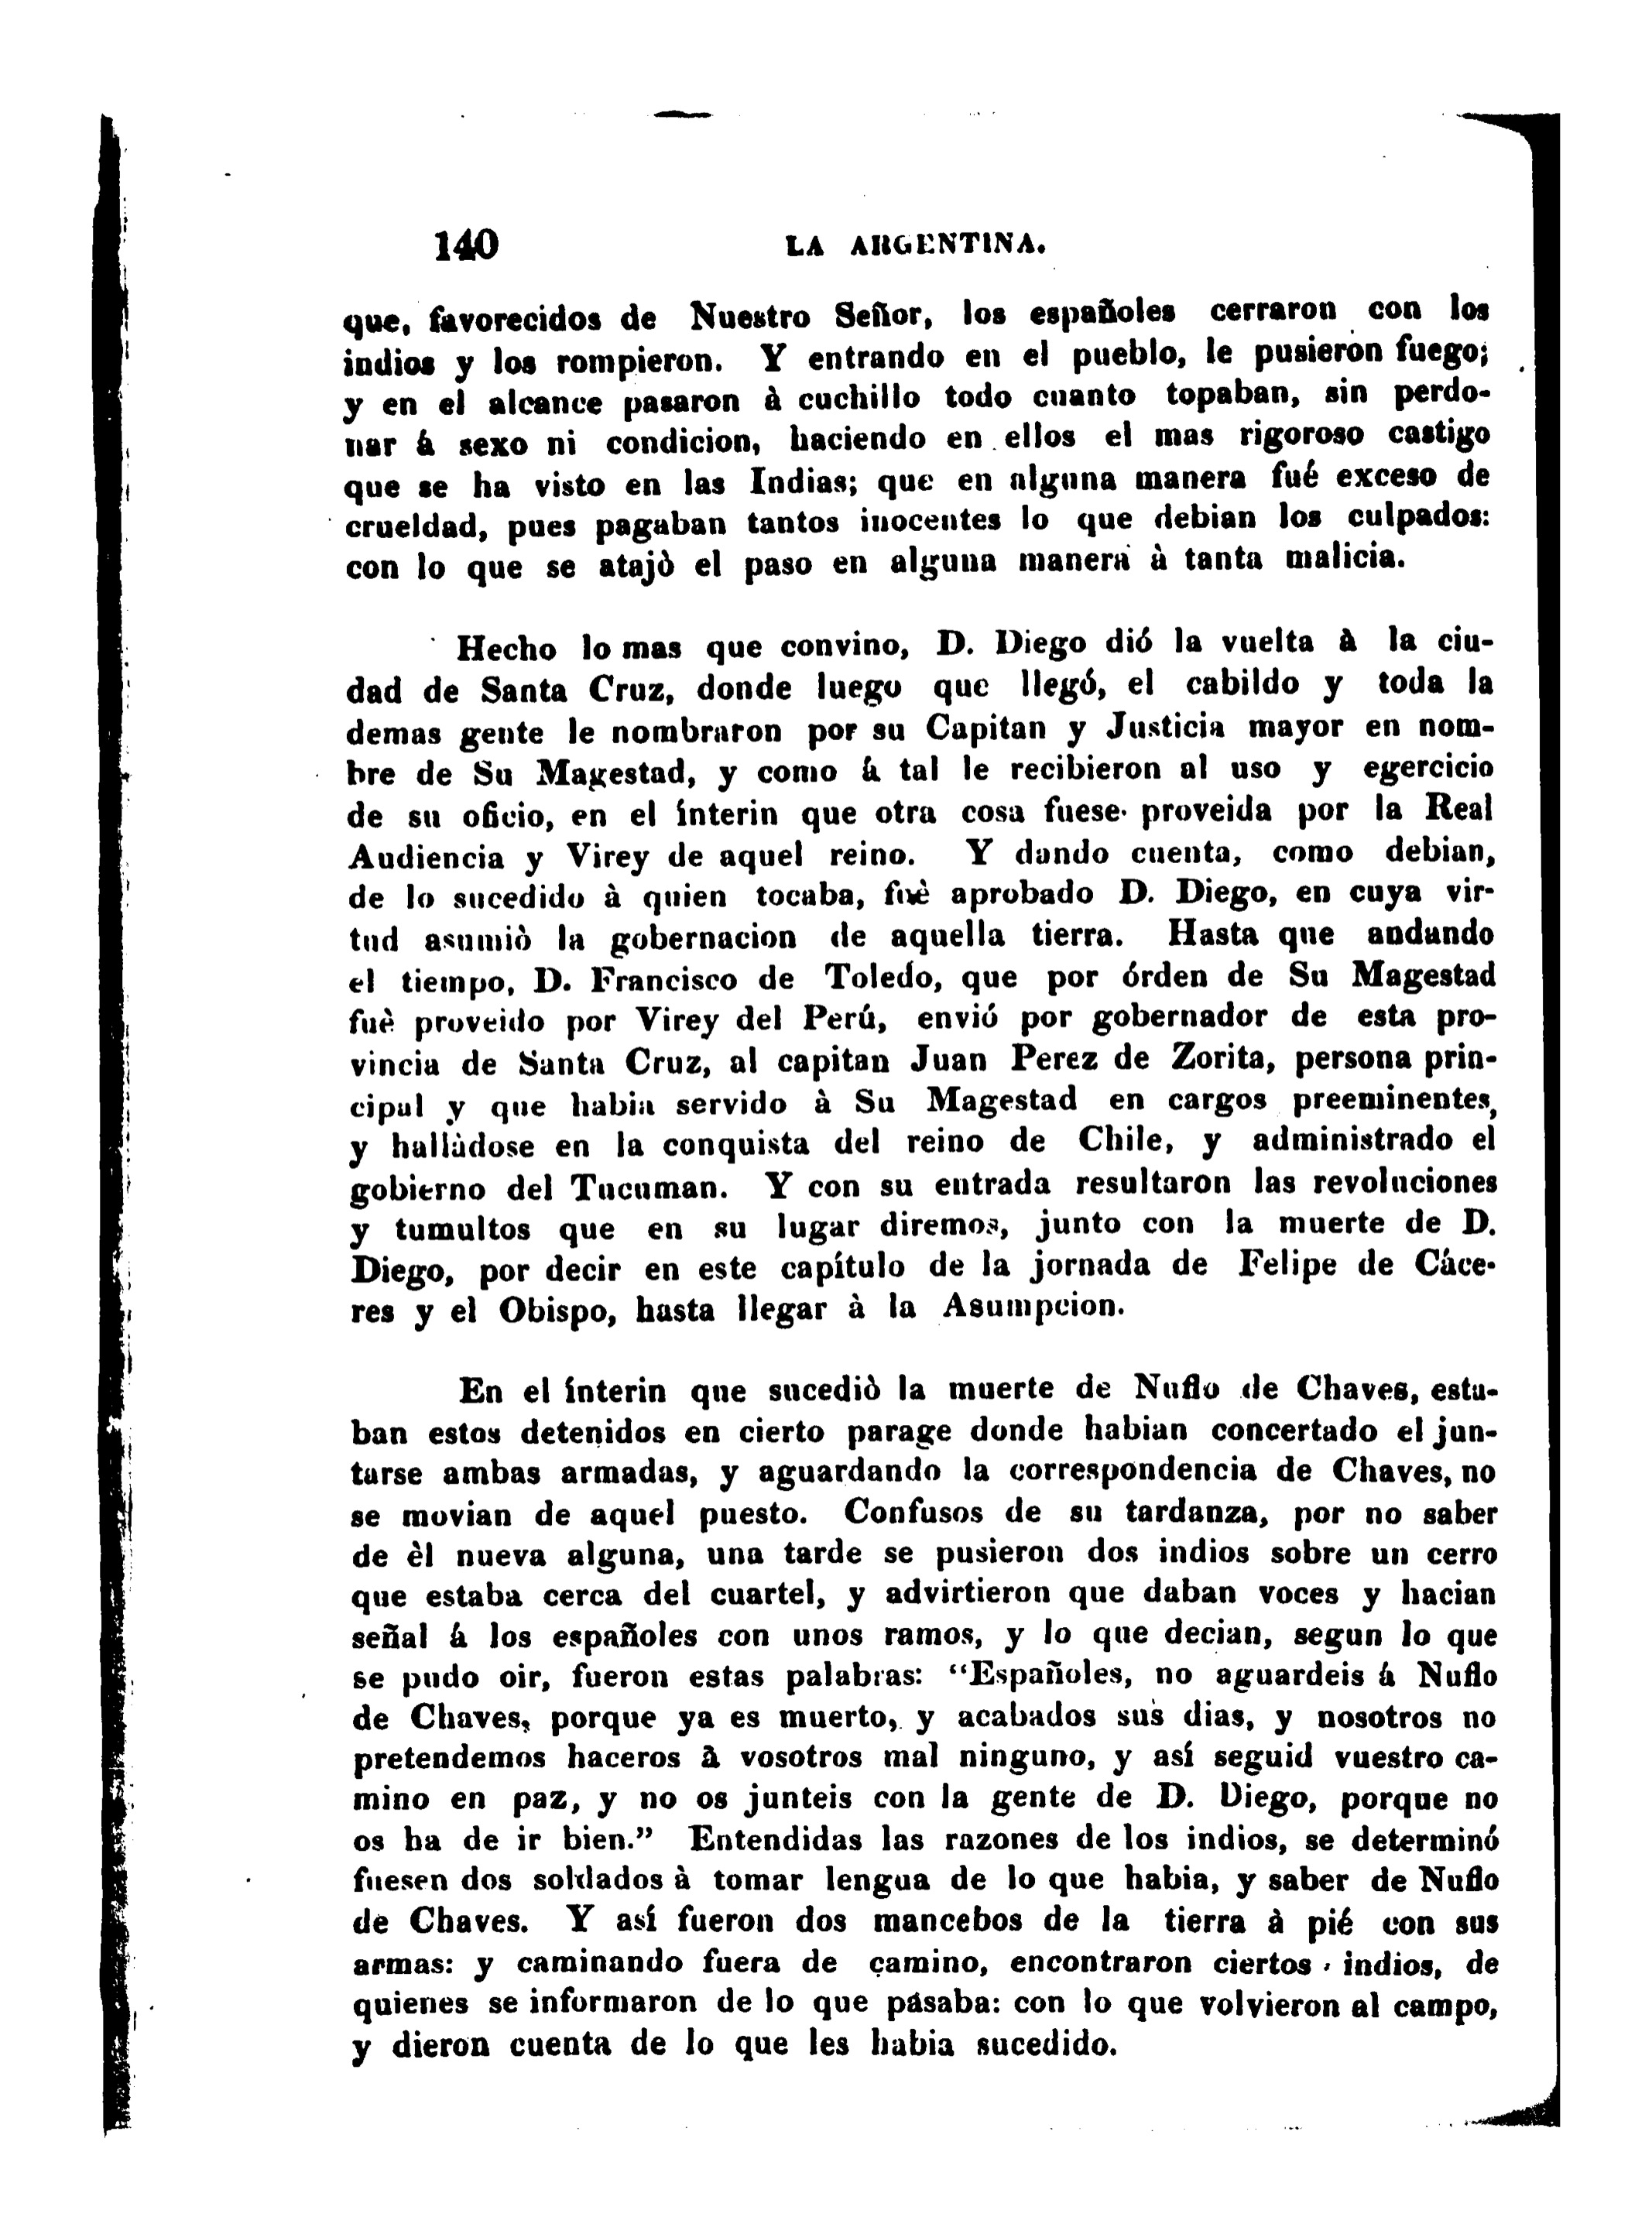 140 LA ARGENTINA.
que, favorecidos de Nuestro Señor, los españoles cerraron con los
indios y los rompieron. Y entrando en el pueblo, le pusieron fuego;
y en el alcance pasaron à cuchillo todo cuanto topaban, sin perdo-
nar á sexo ni condicion, haciendo en ellos el mas rigoroso castigo
que se ha visto en las Indias; que en alguna manera fué exceso de
crueldad, pues pagaban tantos inocentes lo que debian los culpados:
con lo que se atajò el paso en alguna manera à tanta malicia.
Hecho lo mas que convino, D. Diego dió la vuelta à la ciu-
dad de Santa Cruz, donde luego que llegó, el cabildo y toda la
demas gente le nombraron por su Capitan y Justicia mayor en nom-
bre de Su Magestad, y como á tal le recibieron al uso y egercicio
de su oficio, en el ínterin que otra cosa fuese proveida por la Real
Audiencia y Virey de aquel reino. Y dando cuenta, como debian,
de lo sucedido à quien tocaba, fuè aprobado D. Diego, en cuya vir-
tud asumiò la gobernacion de aquella tierra. Hasta que andando
el tiempo, D. Francisco de Toledo, que por órden de Su Magestad
fuè proveido por Virey del Perú, envió por gobernador de esta pro-
vincia de Santa Cruz, al capitan Juan Perez de Zorita, persona prin-
cipal y que habia servido à Su Magestad en cargos preeminentes,
y hallàdose en la conquista del reino de Chile, y administrado el
gobierno del Tucuman. Y con su entrada resultaron las revoluciones
y tumultos que en su lugar diremos, junto con la muerte de D.
Diego, por decir en este capítulo de la jornada de Felipe de Cáce-
res y el Obispo, hasta llegar à la Asumpcion.
En el ínterin que sucediò la muerte de Nuflo de Chaves, esta-
ban estos detenidos en cierto parage donde habian concertado el jun-
tarse ambas armadas, y aguardando la correspondencia de Chaves, no
se movian de aquel puesto. Confusos de su tardanza, por no saber
de èl nueva alguna, una tarde se pusieron dos indios sobre un cerro
que estaba cerca del cuartel, y advirtieron que daban voces y hacian
señal á los españoles con unos ramos, y lo que decian, segun lo que
se pudo oir, fueron estas palabras: “Españoles, no aguardeis á Nuflo
de Chaves, porque ya es muerto, y acabados sus dias, y nosotros no
pretendemos haceros à vosotros mal ninguno, y así seguid vuestro ca-
mino en paz, y no os junteis con la gente de D. Diego, porque no
os ha de ir bien.” Entendidas las razones de los indios, se determinó
fuesen dos soldados à tomar lengua de lo que habia, y saber de Nuflo
de Chaves. Y así fueron dos mancebos de la tierra à pié con sus
armas: y caminando fuera de camino, encontraron ciertos indios, de
quienes se informaron de lo que pasaba: con lo que volvieron al campo,
y dieron cuenta de lo que les habia sucedido.